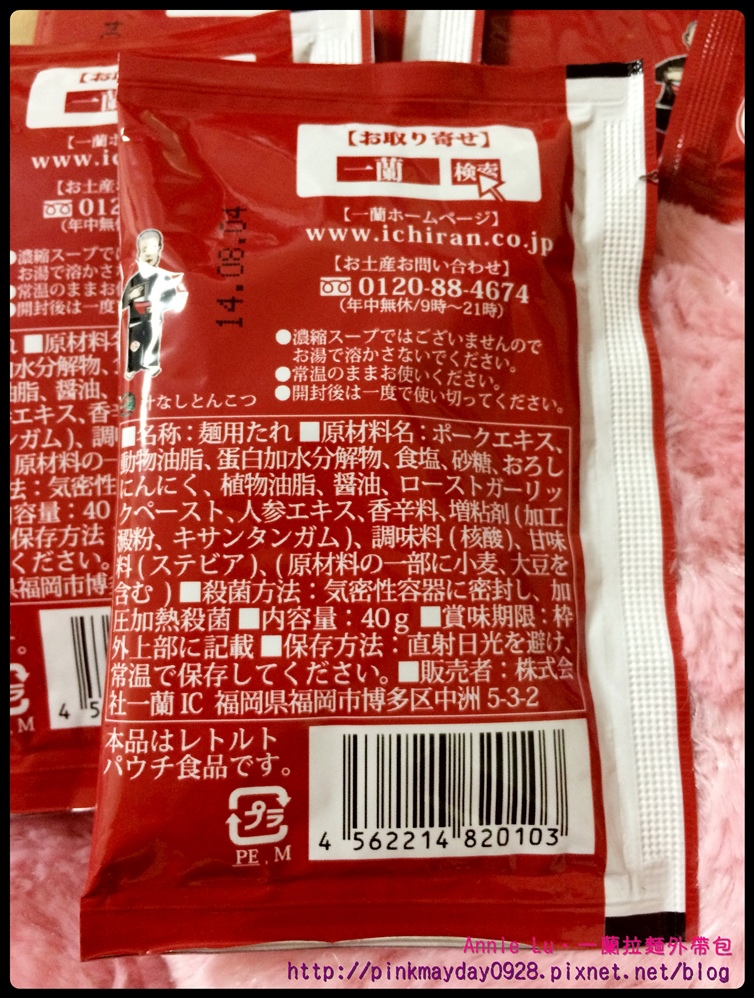 【お取り寄せ】
一蘭 検索
【一蘭ホームページ】
www.ichiran.co.jp
【お土産お問い合わせ】
0120-88-4674
(年中無休/9時〜21時)
14.08.04
●濃縮スープではございませんので
お湯で溶かさないでください。
●常温のままお使いください。
●開封後は一度で使い切ってください。
汁なしとんこつ
■名称:麺用たれ ■原材料名:ポークエキス、
動物油脂、蛋白加水分解物、食塩、砂糖、おろし
にんにく、植物油脂、醤油、ローストガーリッ
クペースト、人参エキス、香辛料、増粘剤(加工
澱粉、キサンタンガム)、調味料(核酸)、甘味
料(ステビア)、(原材料の一部に小麦、大豆を
含む) ■殺菌方法:気密性容器に密封し、加
圧加熱殺菌 ■内容量:40g ■賞味期限:枠
外上部に記載 ■保存方法:直射日光を避け、
常温で保存してください。■販売者:株式会
社一蘭 IC 福岡県福岡市博多区中洲 5-3-2
本品はレトルト
パウチ食品です。
プラ
PE, M
4 562214 820103
Annie Lu・一蘭拉麵外帶包
http://pinkmayday0928.pixnet.net/blog